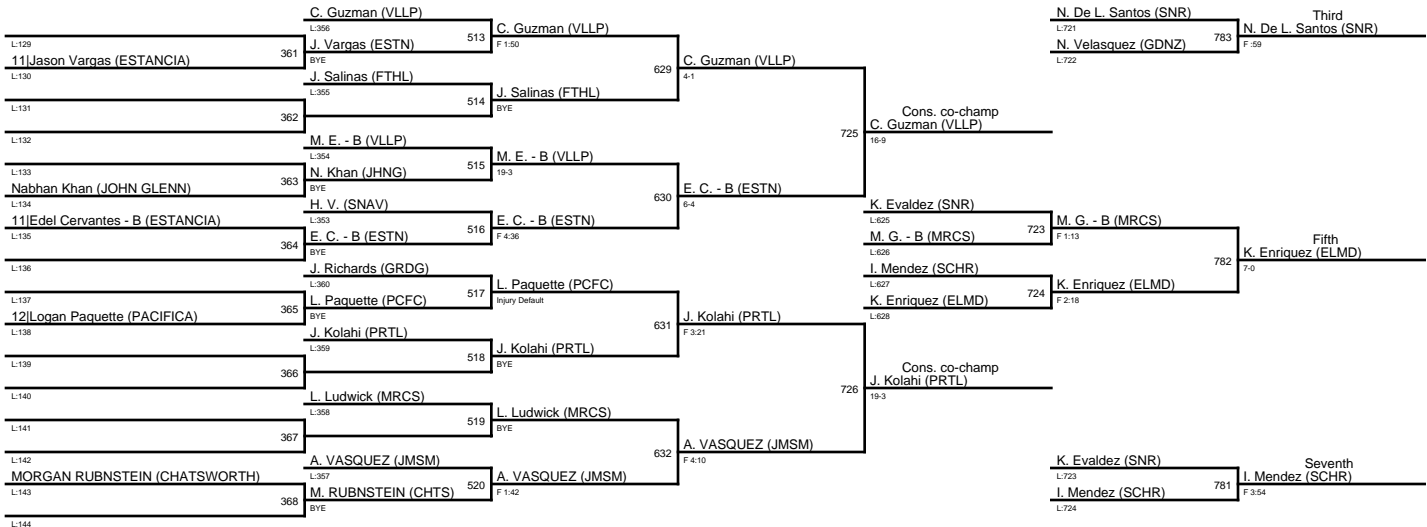 L:129
11|Jason Vargas (ESTANCIA)
L:130
L:131
L:132
L:133
Nabhan Khan (JOHN GLENN)
L:134
11|Edel Cervantes - B (ESTANCIA)
L:135
L:136
L:137
12|Logan Paquette (PACIFICA)
L:138
L:139
L:140
L:141
L:142
MORGAN RUBNSTEIN (CHATSWORTH)
L:143
L:144
361
362
363
364
365
366
367
368
C. Guzman (VLLP)
L:356
J. Vargas (ESTN)
BYE
J. Salinas (FTHL)
L:355
M. E. - B (VLLP)
L:354
N. Khan (JHNG)
BYE
H. V. (SNAV)
L:353
E. C. - B (ESTN)
BYE
J. Richards (GRDG)
L:360
L. Paquette (PCFC)
BYE
J. Kolahi (PRTL)
L:359
L. Ludwick (MRCS)
L:358
A. VASQUEZ (JMSM)
L:357
M. RUBNSTEIN (CHTS)
BYE
513
514
515
516
517
518
519
520
C. Guzman (VLLP)
F 1:50
J. Salinas (FTHL)
BYE
M. E. - B (VLLP)
19-3
E. C. - B (ESTN)
F 4:36
L. Paquette (PCFC)
Injury Default
J. Kolahi (PRTL)
BYE
L. Ludwick (MRCS)
BYE
A. VASQUEZ (JMSM)
F 1:42
629
630
631
632
C. Guzman (VLLP)
4-1
E. C. - B (ESTN)
6-4
J. Kolahi (PRTL)
F 3:21
A. VASQUEZ (JMSM)
F 4:10
725
726
Cons. co-champ
C. Guzman (VLLP)
16-9
Cons. co-champ
J. Kolahi (PRTL)
19-3
K. Evaldez (SNR)
L:625
M. G. - B (MRCS)
L:626
I. Mendez (SCHR)
L:627
K. Enriquez (ELMD)
L:628
723
724
M. G. - B (MRCS)
F 1:13
K. Enriquez (ELMD)
F 2:18
782
Fifth
K. Enriquez (ELMD)
7-0
N. De L. Santos (SNR)
L:721
N. Velasquez (GDNZ)
L:722
783
Third
N. De L. Santos (SNR)
F :59
K. Evaldez (SNR)
L:723
I. Mendez (SCHR)
L:724
781
Seventh
I. Mendez (SCHR)
F 3:54